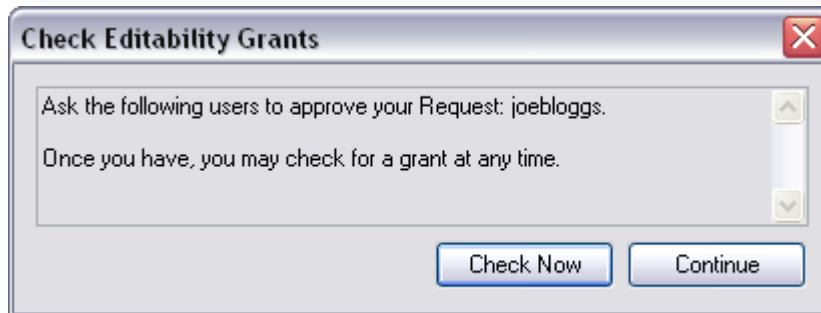 Check Editability Grants
Ask the following users to approve your Request: joebloggs.
Once you have, you may check for a grant at any time.
Check Now
Continue